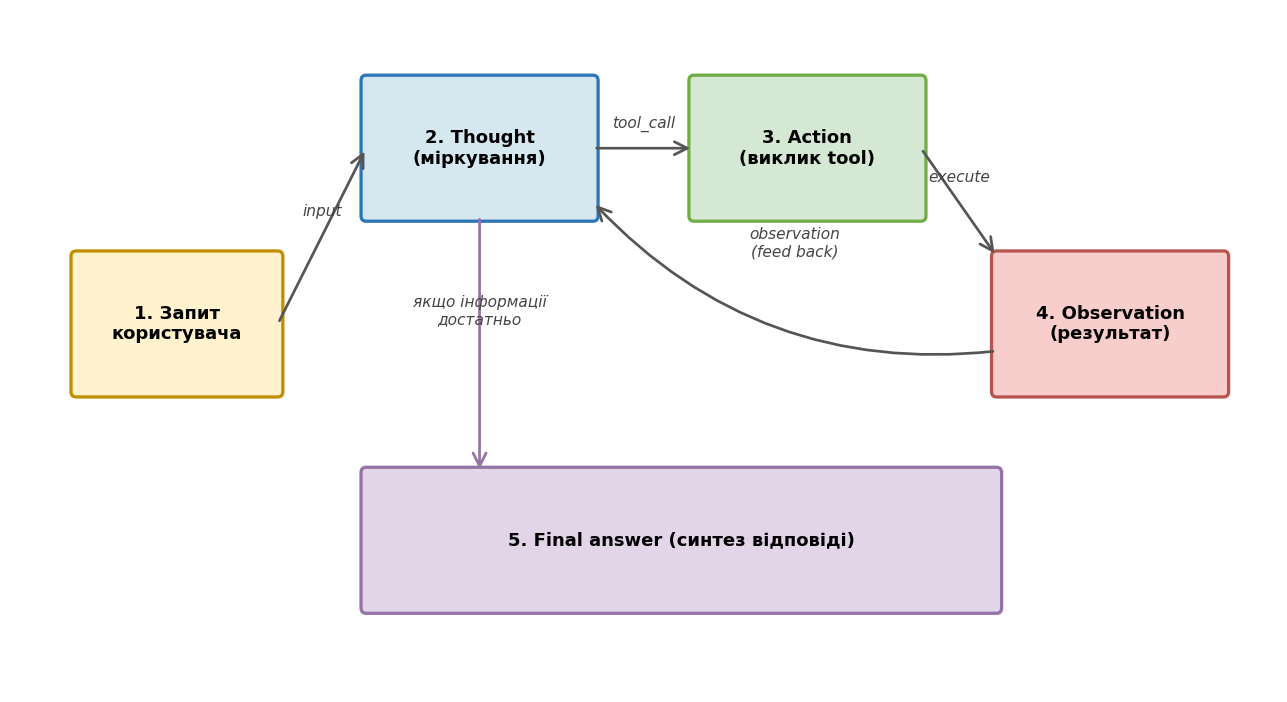 2. Thought
(міркування)
tool_call
3. Action
(виклик tool)
execute
input
observation
(feed back)
1. Запит
користувача
якщо інформації
достатньо
4. Observation
(результат)
5. Final answer (синтез відповіді)